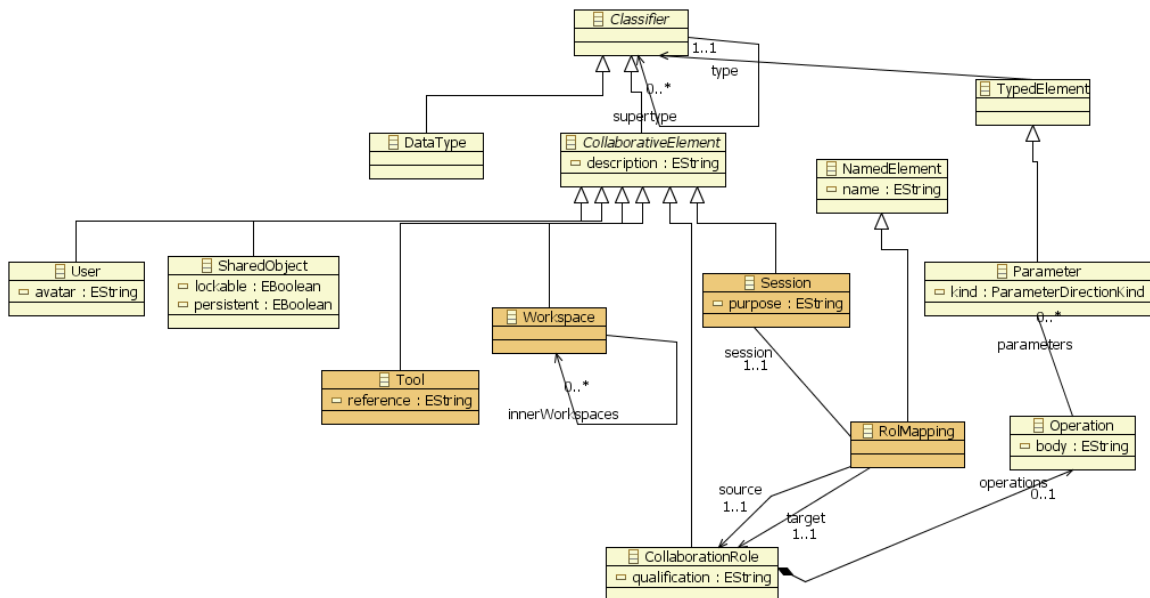 Classifier
1..1
type
0..*
supertype
TypedElement
DataType
CollaborativeElement
description : EString
NamedElement
name : EString
User
avatar : EString
SharedObject
lockable : EBoolean
persistent : EBoolean
Session
purpose : EString
Parameter
kind : ParameterDirectionKind
0..*
parameters
Workspace
0..*
innerWorkspaces
session
1..1
Tool
reference : EString
RolMapping
Operation
body : EString
source
1..1
target
1..1
operations
0..1
CollaborationRole
qualification : EString